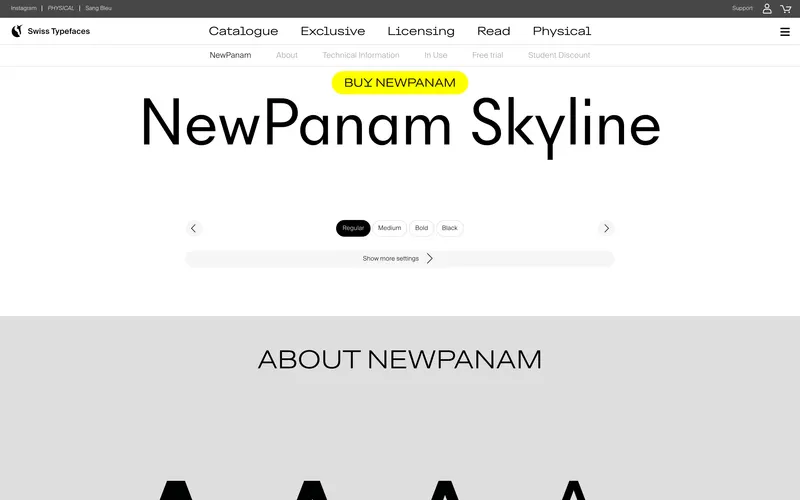 Instagram | PHYSICAL | Sang Bleu Support
Swiss Typefaces Catalogue Exclusive Licensing Read Physical
NewPanam About Technical Information In Use Free trial Student Discount
BUY NEWPANAM
NewPanam Skyline
Regular Medium Bold Black
Show more settings
ABOUT NEWPANAM
A A A A